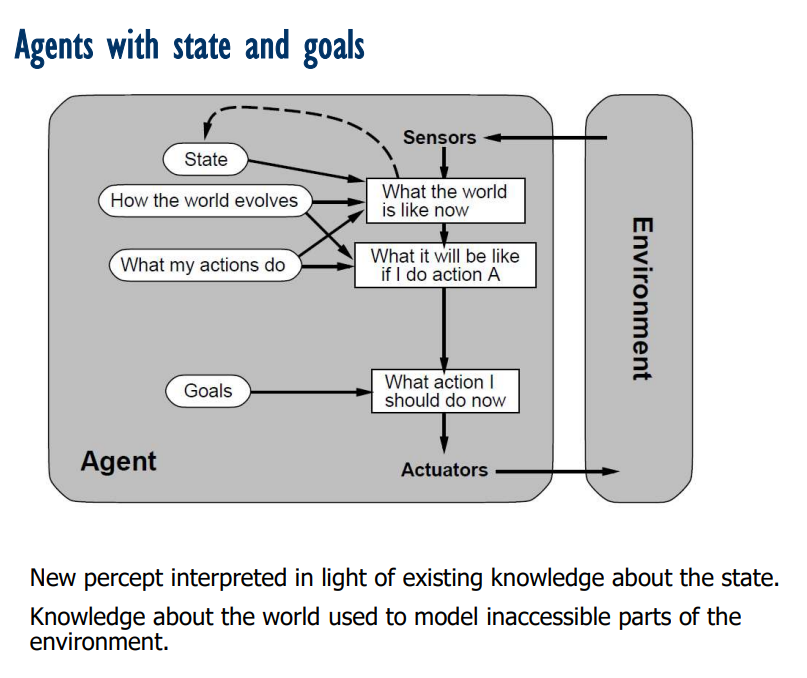 Agents with state and goals
Sensors
State
What the world
is like now
How the world evolves
What my actions do
What it will be like
if I do action A
Goals
What action I
should do now
Agent
Actuators
Environment
New percept interpreted in light of existing knowledge about the state.
Knowledge about the world used to model inaccessible parts of the
environment.